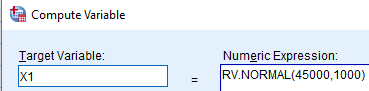 Compute Variable
Target Variable: Numeric Expression:
X1 = RV.NORMAL(45000,1000)